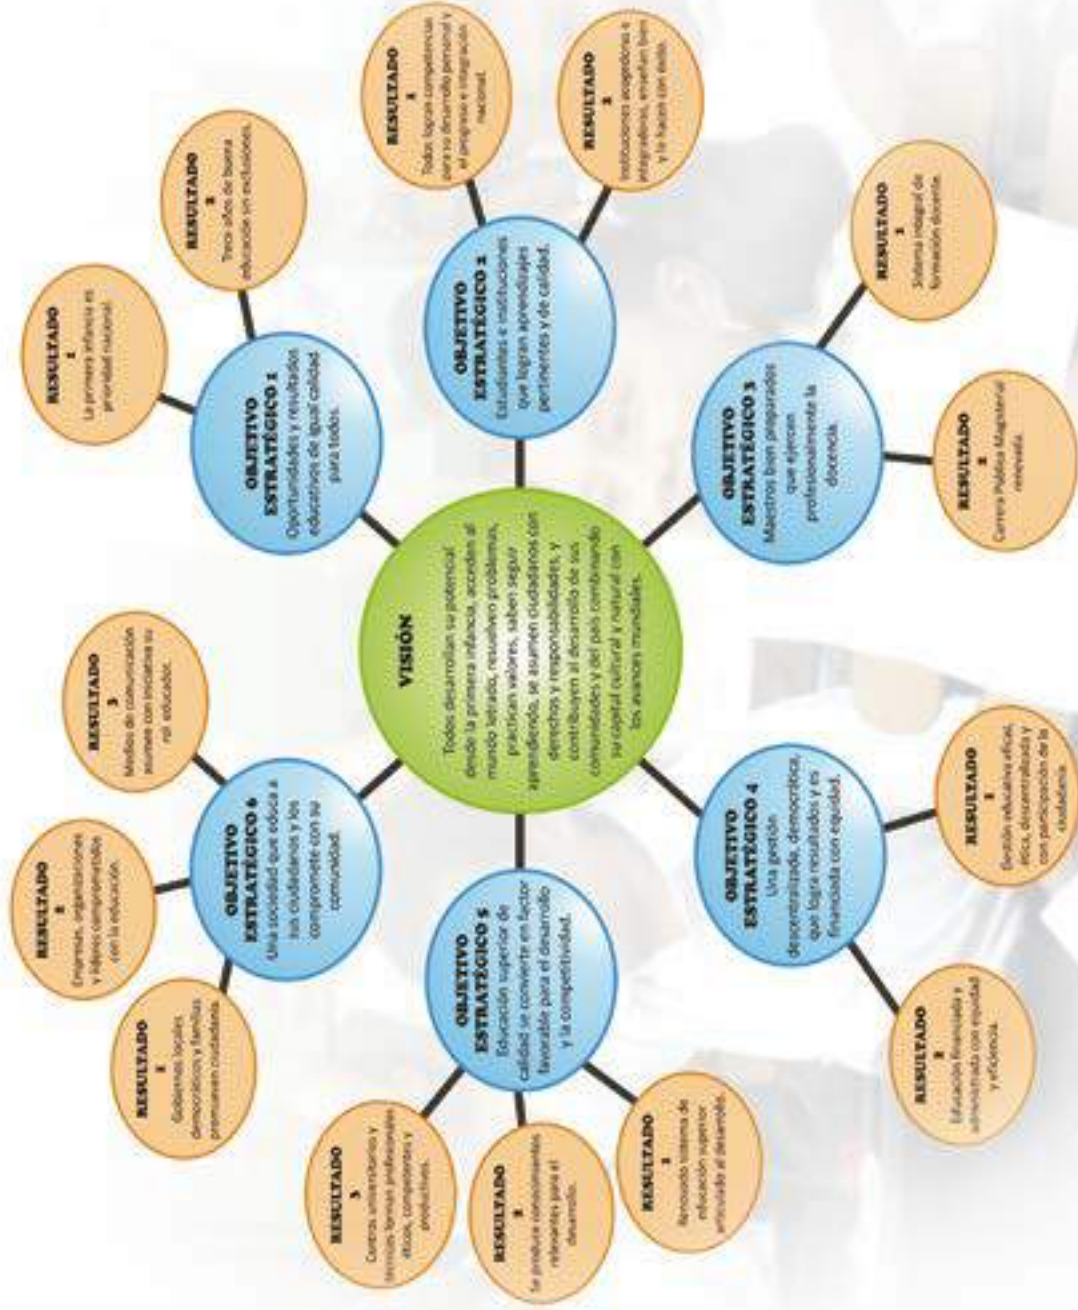 VISIÓN
Todos desarrollan su potencial
desde la primera infancia, acceden al
mundo letrado, resuelven problemas,
practican valores, saben seguir
aprendiendo, se asumen ciudadanos con
derechos y responsabilidades, y
contribuyen al desarrollo de sus
comunidades y del país combinando
su capital cultural y natural con
los avances mundiales.
OBJETIVO
ESTRATÉGICO 1
Oportunidades y resultados
educativos de igual calidad
para todos.
RESULTADO
1
La primera infancia es
prioridad nacional.
RESULTADO
2
Trece años de buena
educación sin exclusiones.
OBJETIVO
ESTRATÉGICO 2
Estudiantes e instituciones
que logran aprendizajes
pertinentes y de calidad.
RESULTADO
1
Todos logran competencias
para su desarrollo personal y
el progreso e integración
nacional.
RESULTADO
2
Instituciones acogedoras e
integradoras, enseñan bien
y lo hacen con éxito.
OBJETIVO
ESTRATÉGICO 3
Maestros bien preparados
que ejercen
profesionalmente la
docencia.
RESULTADO
1
Sistema integral de
formación docente.
RESULTADO
2
Carrera Pública Magisterial
renovada.
OBJETIVO
ESTRATÉGICO 4
Una gestión
descentralizada, democrática,
que logra resultados y es
financiada con equidad.
RESULTADO
1
Gestión educativa eficaz,
ética, descentralizada y
con participación de la
ciudadanía.
RESULTADO
2
Educación financiada y
administrada con equidad
y eficiencia.
OBJETIVO
ESTRATÉGICO 5
Educación superior de
calidad se convierte en factor
favorable para el desarrollo
y la competitividad.
RESULTADO
1
Renovado sistema de
educación superior
articulado al desarrollo.
RESULTADO
2
Se produce conocimientos
relevantes para el
desarrollo.
RESULTADO
3
Centros universitarios y
técnicos forman profesionales
éticos, competentes y
productivos.
OBJETIVO
ESTRATÉGICO 6
Una sociedad que educa a
sus ciudadanos y los
compromete con su
comunidad.
RESULTADO
1
Gobiernos locales
democráticos y familias
promueven ciudadanía.
RESULTADO
2
Empresas, organizaciones
y líderes comprometidos
con la educación.
RESULTADO
3
Medios de comunicación
asumen con iniciativa su
rol educador.